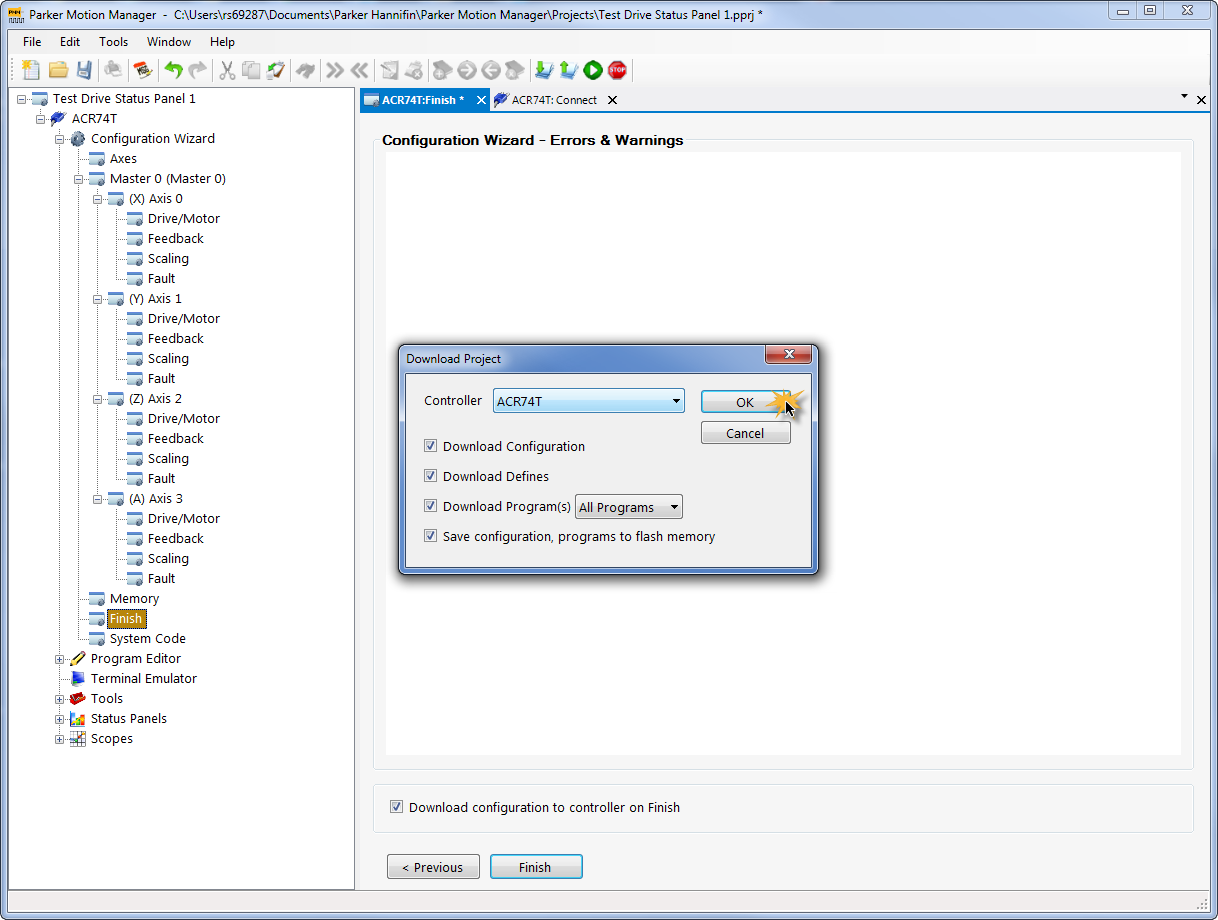 Parker Motion Manager - C:\Users\rs69287\Documents\Parker Hannifin\Parker Motion Manager\Projects\Test Drive Status Panel 1.pprj *
File Edit Tools Window Help
STOP
Test Drive Status Panel 1
ACR74T
Configuration Wizard
Axes
Master 0 (Master 0)
(X) Axis 0
Drive/Motor
Feedback
Scaling
Fault
(Y) Axis 1
Drive/Motor
Feedback
Scaling
Fault
(Z) Axis 2
Drive/Motor
Feedback
Scaling
Fault
(A) Axis 3
Drive/Motor
Feedback
Scaling
Fault
Memory
Finish
System Code
Program Editor
Terminal Emulator
Tools
Status Panels
Scopes
ACR74T:Finish * ACR74T: Connect
Configuration Wizard - Errors & Warnings
Download Project
Controller ACR74T OK
Cancel
Download Configuration
Download Defines
Download Program(s) All Programs
Save configuration, programs to flash memory
Download configuration to controller on Finish
< Previous Finish